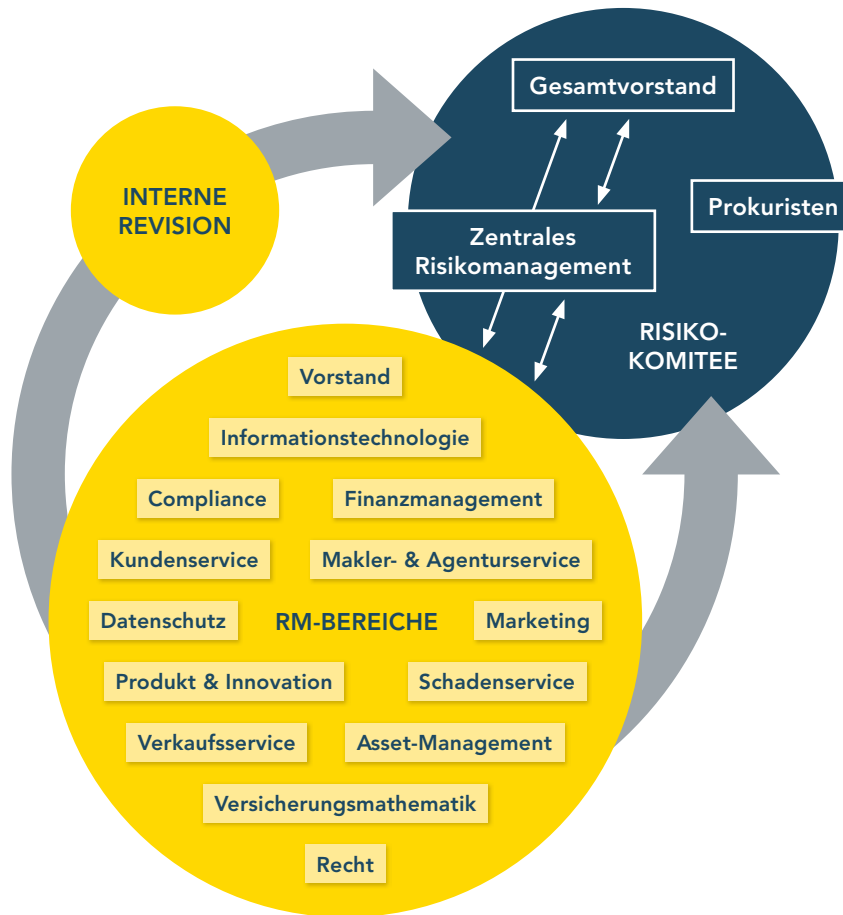 Gesamtvorstand
INTERNE
REVISION
Prokuristen
Zentrales
Risikomanagement
RISIKO-
KOMITEE
Vorstand
Informationstechnologie
Compliance
Finanzmanagement
Kundenservice
Makler- & Agenturservice
Datenschutz
RM-BEREICHE
Marketing
Produkt & Innovation
Schadenservice
Verkaufsservice
Asset-Management
Versicherungsmathematik
Recht